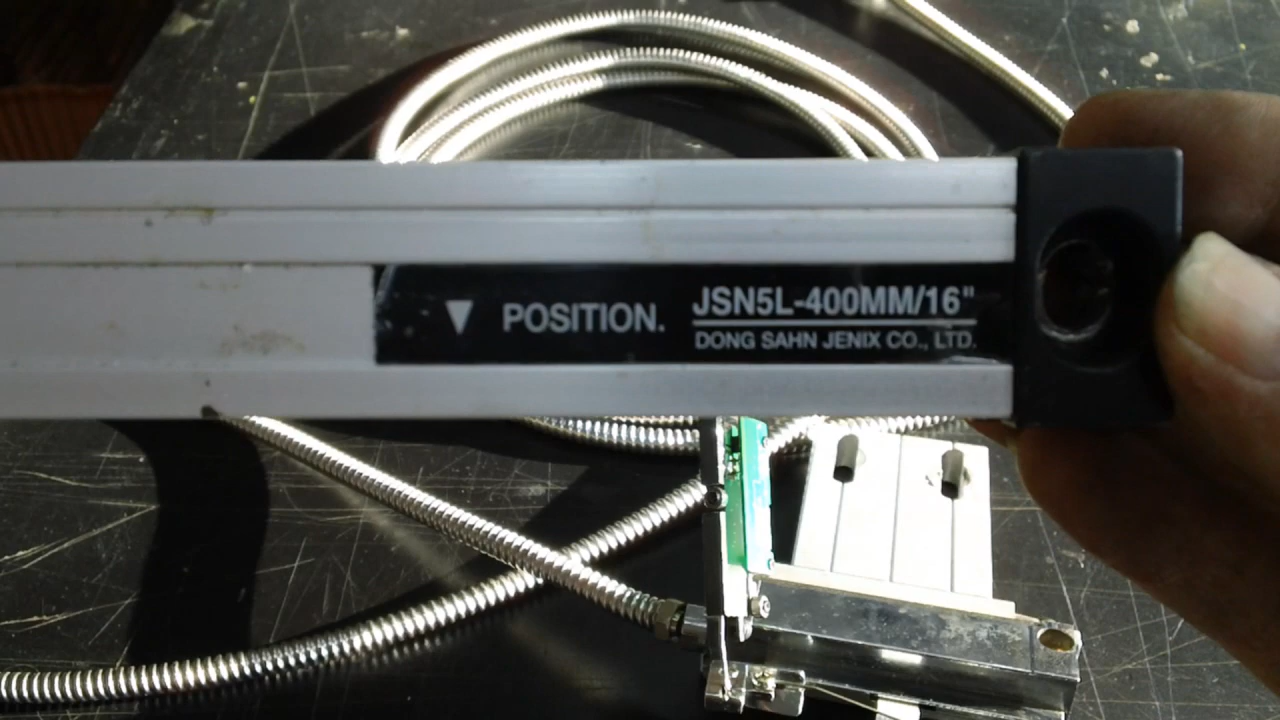 ▼ POSITION.
JSN5L-400MM/16"
DONG SAHN JENIX CO., LTD.